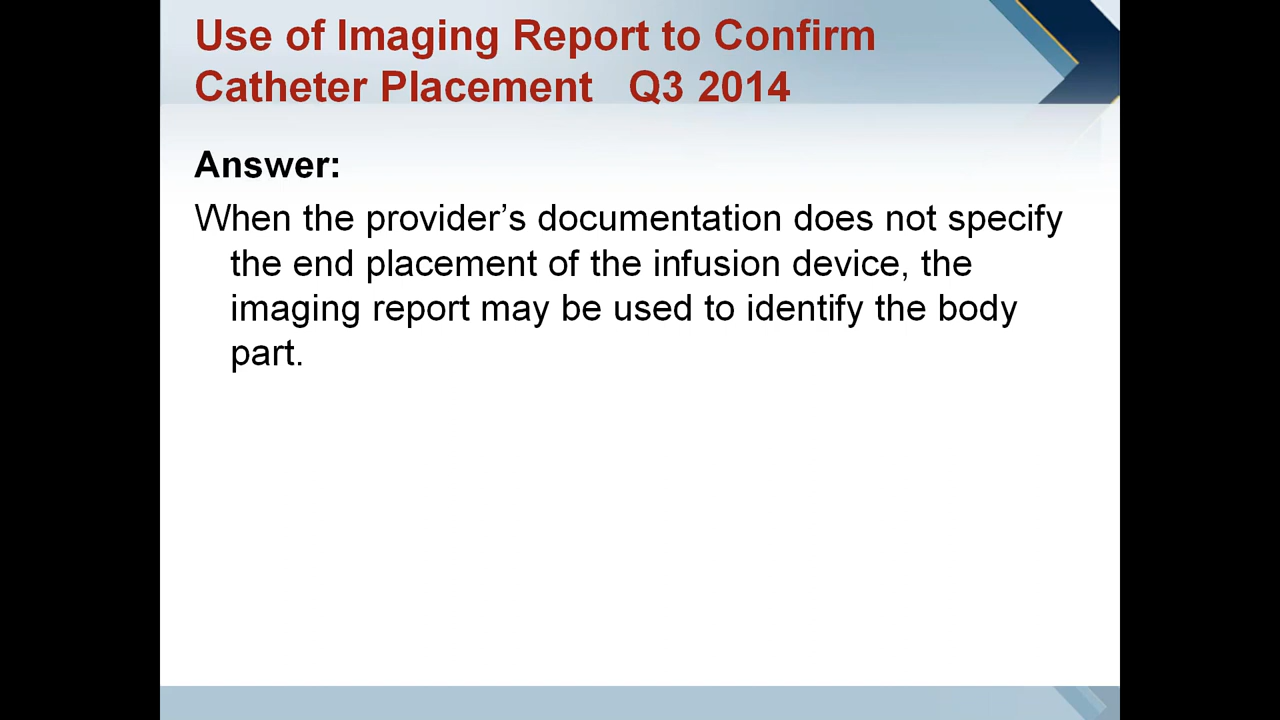 Use of Imaging Report to Confirm
Catheter Placement   Q3 2014
Answer:
When the provider’s documentation does not specify
the end placement of the infusion device, the
imaging report may be used to identify the body
part.